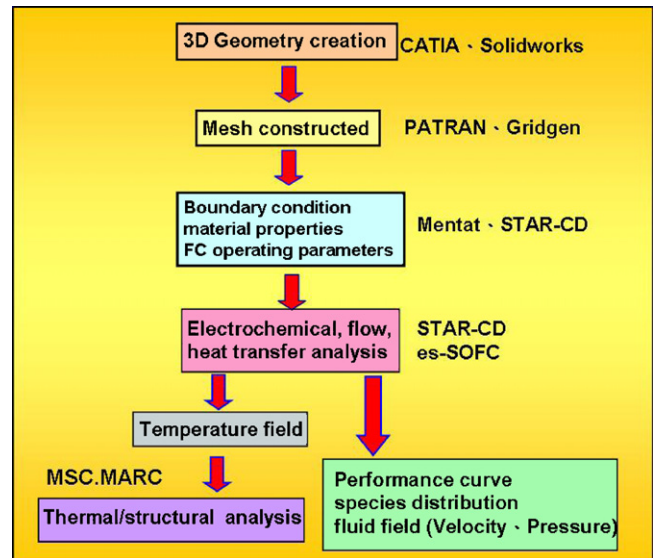 3D Geometry creation
CATIA、Solidworks
Mesh constructed
PATRAN、Gridgen
Boundary condition
material properties
FC operating parameters
Mentat、STAR-CD
Electrochemical, flow,
heat transfer analysis
STAR-CD
es-SOFC
Temperature field
MSC.MARC
Thermal/structural analysis
Performance curve
species distribution
fluid field (Velocity、Pressure)